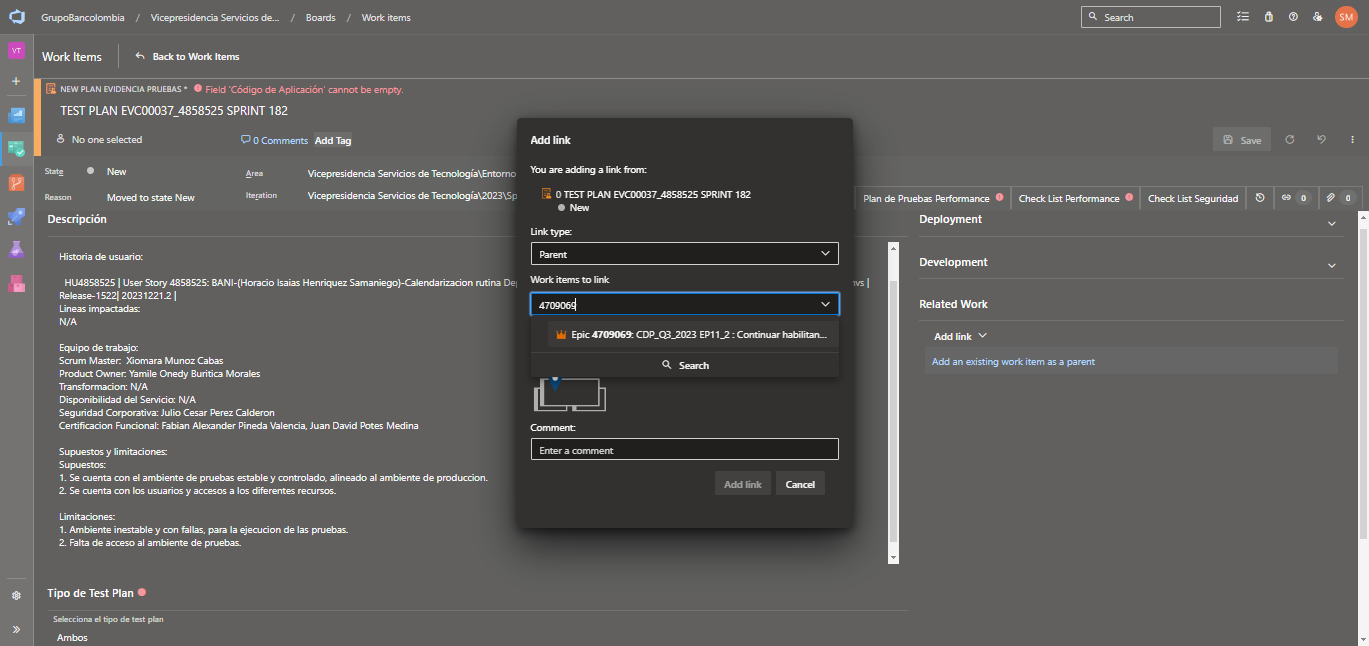 GrupoBancolombia / Vicepresidencia Servicios de... / Boards / Work items
Search
SM
VT
Work Items
Back to Work Items
NEW PLAN EVIDENCIA PRUEBAS * Field 'Código de Aplicación' cannot be empty.
TEST PLAN EVC00037_4858525 SPRINT 182
No one selected
0 Comments
Add Tag
Save
State
New
Area
Vicepresidencia Servicios de Tecnología\Entorno
Reason
Moved to state New
Iteration
Vicepresidencia Servicios de Tecnología\2023\Sp
Plan de Pruebas Performance
Check List Performance
Check List Seguridad
0
0
Descripción
Historia de usuario:
HU4858525 | User Story 4858525: BANI-(Horacio Isaias Henriquez Samaniego)-Calendarizacion rutina De
nvs |
Release-1522| 20231221.2 |
Lineas impactadas:
N/A
Equipo de trabajo:
Scrum Master: Xiomara Munoz Cabas
Product Owner: Yamile Onedy Buritica Morales
Transformacion: N/A
Disponibilidad del Servicio: N/A
Seguridad Corporativa: Julio Cesar Perez Calderon
Certificacion Funcional: Fabian Alexander Pineda Valencia, Juan David Potes Medina
Supuestos y limitaciones:
Supuestos:
1. Se cuenta con el ambiente de pruebas estable y controlado, alineado al ambiente de produccion.
2. Se cuenta con los usuarios y accesos a los diferentes recursos.
Limitaciones:
1. Ambiente inestable y con fallas, para la ejecucion de las pruebas.
2. Falta de acceso al ambiente de pruebas.
Tipo de Test Plan
Selecciona el tipo de test plan
Ambos
Add link
You are adding a link from:
0 TEST PLAN EVC00037_4858525 SPRINT 182
New
Link type:
Parent
Work items to link
4709069
Epic 4709069: CDP_Q3_2023 EP11_2 : Continuar habilitan...
Search
Comment:
Enter a comment
Add link
Cancel
Deployment
Development
Related Work
Add link
Add an existing work item as a parent